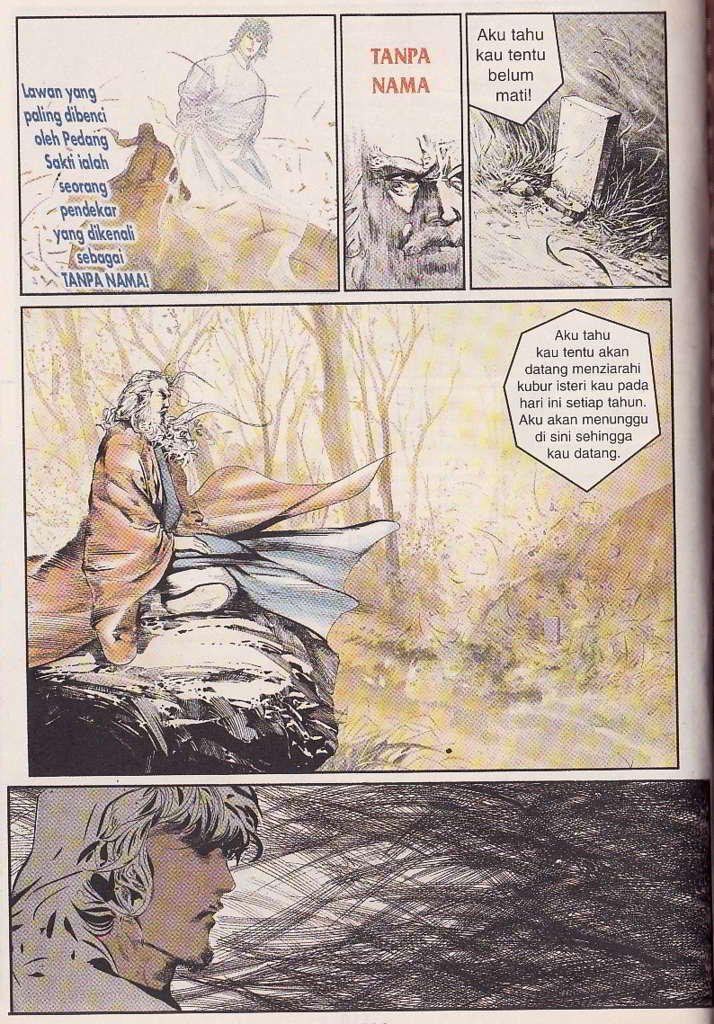 Lawan yang
paling dibenci
oleh Pedang
Sakti ialah
seorang
pendekar
yang dikenali
sebagai
TANPA NAMA!
TANPA
NAMA
Aku tahu
kau tentu
belum
mati!
Aku tahu
kau tentu akan
datang menziarahi
kubur isteri kau pada
hari ini setiap tahun.
Aku akan menunggu
di sini sehingga
kau datang.